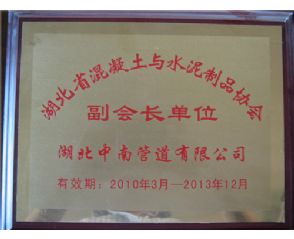 湖北省混凝土与水泥制品协会
副会长单位
湖北中南管道有限公司
有效期：2010年3月—2013年12月